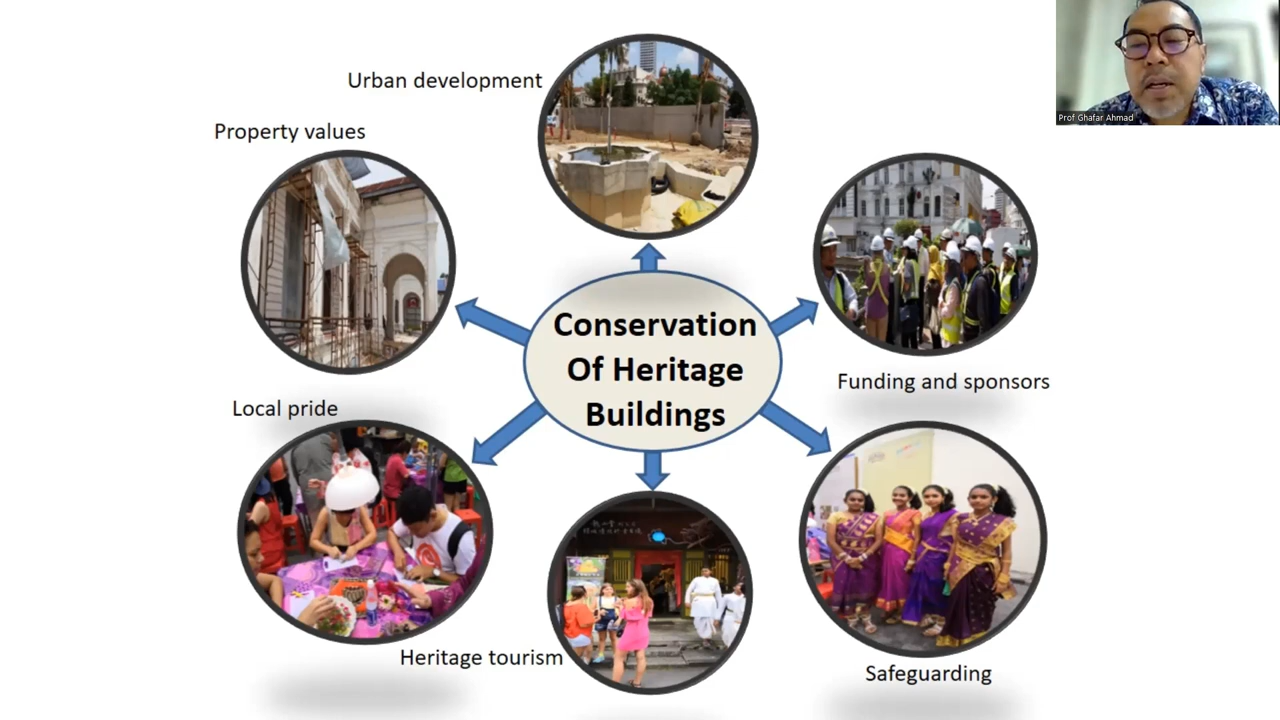 Urban development
Property values
Prof Ghafar Ahmad
Conservation
Of Heritage
Buildings
Funding and sponsors
Local pride
Heritage tourism
Safeguarding